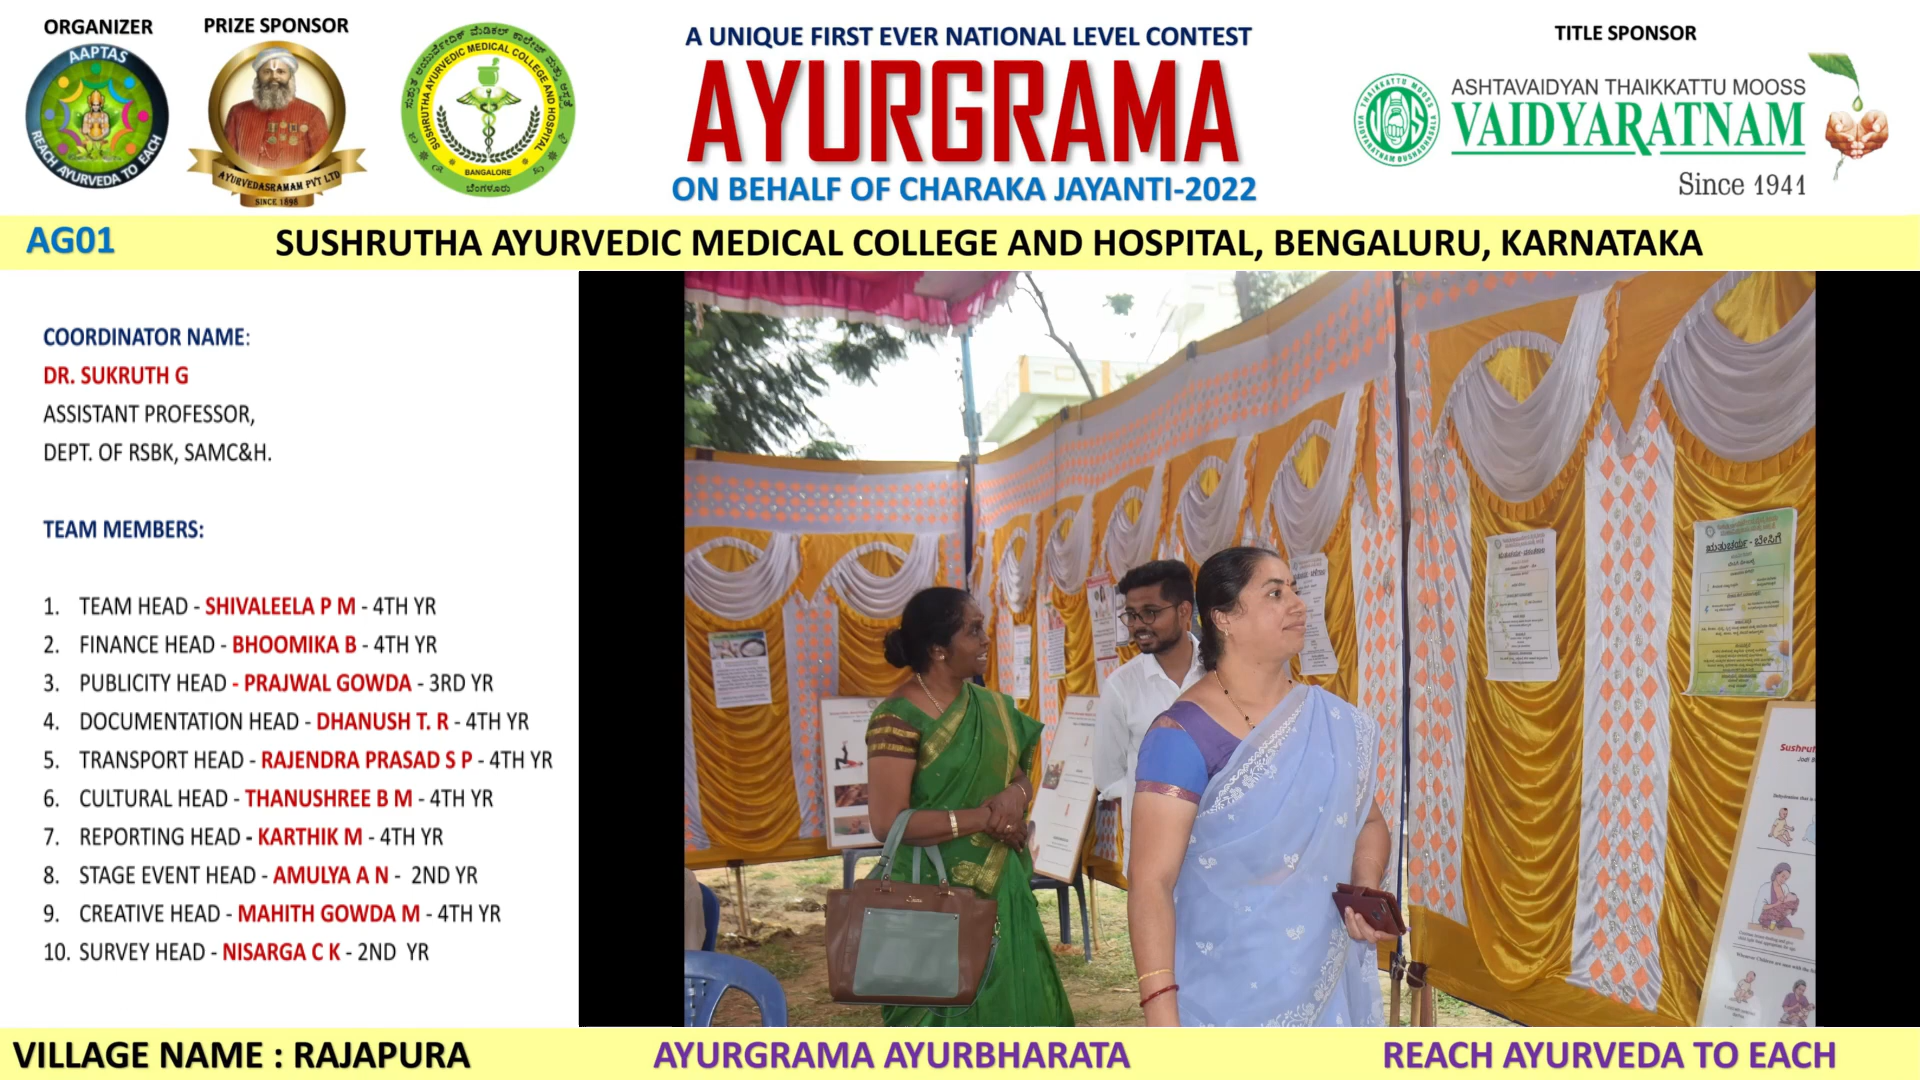 ORGANIZER
PRIZE SPONSOR
AAPTAS
REACH AYURVEDA TO EACH
AYURVEDASRAMAM PVT LTD
SINCE 1898
SUSHRUTHA AYURVEDIC MEDICAL COLLEGE AND HOSPITAL
BANGALORE
ಬೆಂಗಳೂರು
A UNIQUE FIRST EVER NATIONAL LEVEL CONTEST
AYURGRAMA
ON BEHALF OF CHARAKA JAYANTI-2022
TITLE SPONSOR
ASHTAVAIDYAN THAIKKATTU MOOSS
VAIDYARATNAM
Since 1941
AG01
SUSHRUTHA AYURVEDIC MEDICAL COLLEGE AND HOSPITAL, BENGALURU, KARNATAKA
COORDINATOR NAME:
DR. SUKRUTH G
ASSISTANT PROFESSOR,
DEPT. OF RSBK, SAMC&H.
TEAM MEMBERS:
1. TEAM HEAD - SHIVALEELA P M - 4TH YR
2. FINANCE HEAD - BHOOMIKA B - 4TH YR
3. PUBLICITY HEAD - PRAJWAL GOWDA - 3RD YR
4. DOCUMENTATION HEAD - DHANUSH T. R - 4TH YR
5. TRANSPORT HEAD - RAJENDRA PRASAD S P - 4TH YR
6. CULTURAL HEAD - THANUSHREE B M - 4TH YR
7. REPORTING HEAD - KARTHIK M - 4TH YR
8. STAGE EVENT HEAD - AMULYA A N - 2ND YR
9. CREATIVE HEAD - MAHITH GOWDA M - 4TH YR
10. SURVEY HEAD - NISARGA C K - 2ND YR
ಋತುಚರ್ಯ - ಬೇಸಿಗೆ
VILLAGE NAME : RAJAPURA
AYURGRAMA AYURBHARATA
REACH AYURVEDA TO EACH